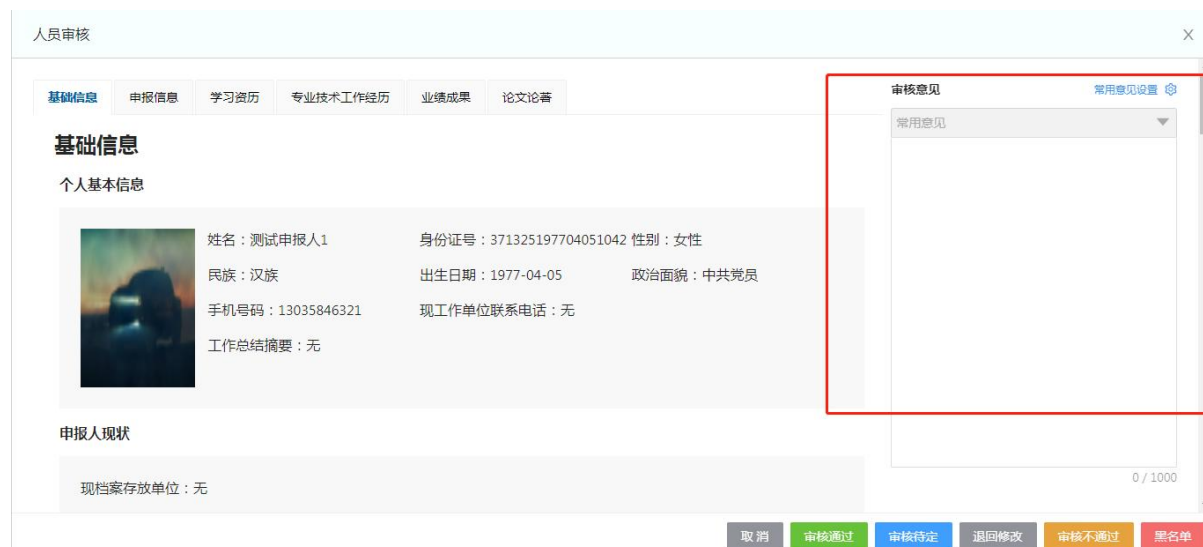 人员审核 X
基础信息 申报信息 学习资历 专业技术工作经历 业绩成果 论文论著
审核意见 常用意见设置
常用意见
基础信息
个人基本信息
姓名：测试申报人1 身份证号：371325197704051042 性别：女性
民族：汉族 出生日期：1977-04-05 政治面貌：中共党员
手机号码：13035846321 现工作单位联系电话：无
工作总结摘要：无
申报人现状
现档案存放单位：无
0 / 1000
取消 审核通过 审核待定 退回修改 审核不通过 黑名单